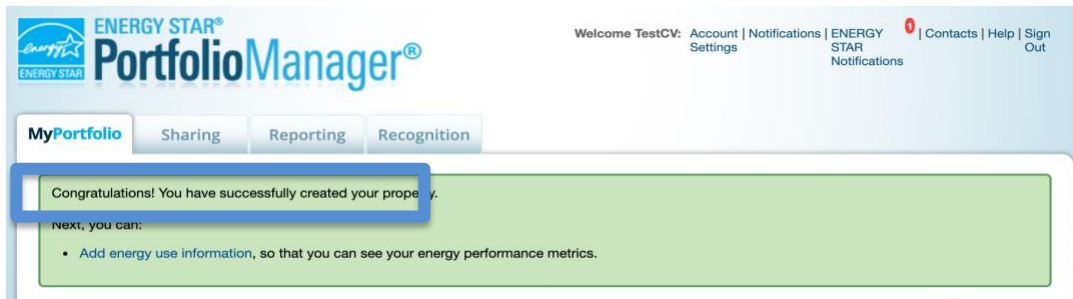 ENERGY STAR®
PortfolioManager®
energy
ENERGY STAR
Welcome TestCV: Account Settings | Notifications | ENERGY STAR Notifications 1 | Contacts | Help | Sign Out
MyPortfolio Sharing Reporting Recognition
Congratulations! You have successfully created your property.
Next, you can:
• Add energy use information, so that you can see your energy performance metrics.